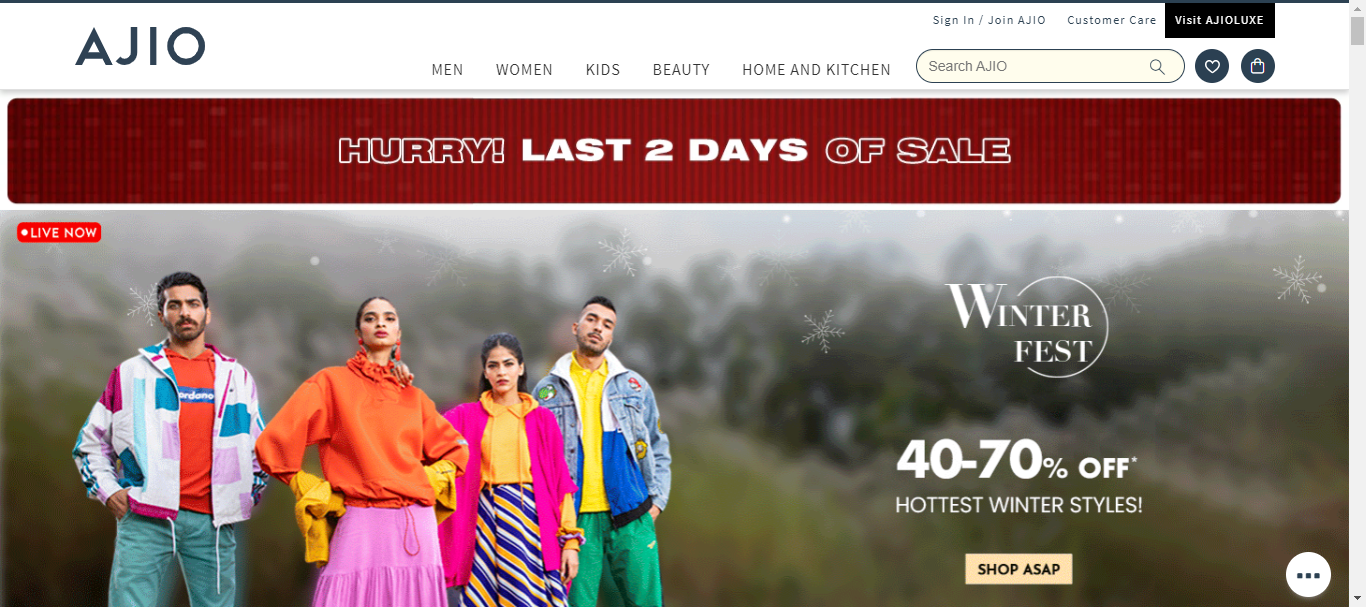 Sign In / Join AJIO Customer Care Visit AJIOLUXE
AJIO
MEN WOMEN KIDS BEAUTY HOME AND KITCHEN Search AJIO
HURRY! LAST 2 DAYS OF SALE
LIVE NOW
WINTER
FEST
rdano
40-70% OFF*
HOTTEST WINTER STYLES!
SHOP ASAP